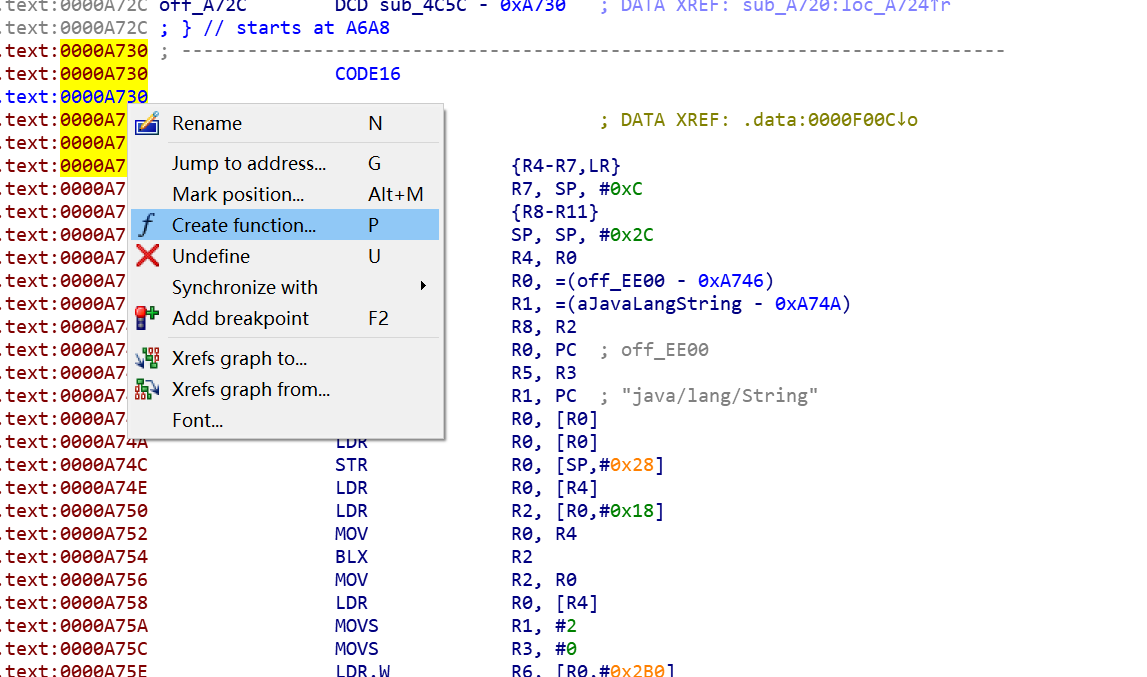 .text:0000A72C off_A72C DCD sub_4C5C - 0xA730 ; DATA XREF: sub_A720:loc_A724↑r
.text:0000A72C ; } // starts at A6A8
.text:0000A730 ; ---------------------------------------------------------------------------
.text:0000A730 CODE16
.text:0000A730
.text:0000A7 ; DATA XREF: .data:0000F00C↓o
.text:0000A7
.text:0000A7 {R4-R7,LR}
.text:0000A7 R7, SP, #0xC
.text:0000A7 {R8-R11}
.text:0000A7 SP, SP, #0x2C
.text:0000A7 R4, R0
.text:0000A7 R0, =(off_EE00 - 0xA746)
.text:0000A7 R1, =(aJavaLangString - 0xA74A)
.text:0000A7 R8, R2
.text:0000A7 R0, PC ; off_EE00
.text:0000A7 R5, R3
.text:0000A7 R1, PC ; "java/lang/String"
.text:0000A74 R0, [R0]
.text:0000A74A LDR R0, [R0]
.text:0000A74C STR R0, [SP,#0x28]
.text:0000A74E LDR R0, [R4]
.text:0000A750 LDR R2, [R0,#0x18]
.text:0000A752 MOV R0, R4
.text:0000A754 BLX R2
.text:0000A756 MOV R2, R0
.text:0000A758 LDR R0, [R4]
.text:0000A75A MOVS R1, #2
.text:0000A75C MOVS R3, #0
.text:0000A75E LDR.W R6, [R0,#0x2B0]
Rename N
Jump to address... G
Mark position... Alt+M
Create function... P
Undefine U
Synchronize with
Add breakpoint F2
Xrefs graph to...
Xrefs graph from...
Font...